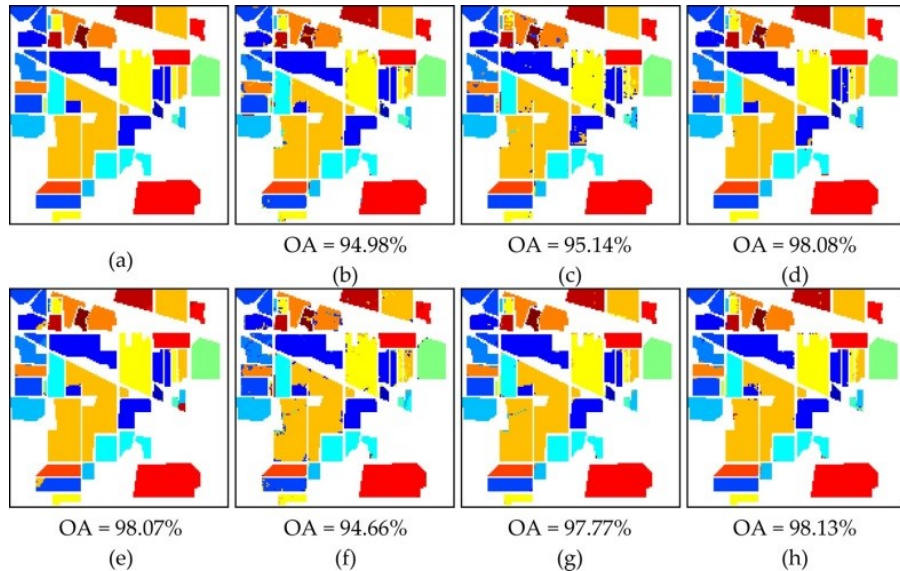 OA = 94.98% OA = 95.14% OA = 98.08%
(a) (b) (c) (d)
OA = 98.07% OA = 94.66% OA = 97.77% OA = 98.13%
(e) (f) (g) (h)